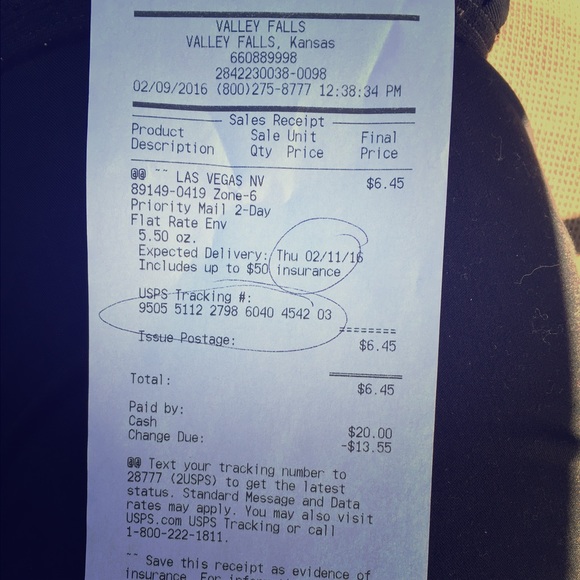 VALLEY FALLS
VALLEY FALLS, Kansas
660889998
2842230038-0098
02/09/2016 (800)275-8777 12:38:34 PM
Sales Receipt
Product Sale Unit Final
Description Qty Price Price
@@ ~~ LAS VEGAS NV $6.45
89149-0419 Zone-6
Priority Mail 2-Day
Flat Rate Env
5.50 oz.
Expected Delivery: Thu 02/11/16
Includes up to $50 insurance
USPS Tracking #:
9505 5112 2798 6040 4542 03
========
Issue Postage: $6.45
Total: $6.45
Paid by:
Cash $20.00
Change Due: -$13.55
@@ Text your tracking number to
28777 (2USPS) to get the latest
status. Standard Message and Data
rates may apply. You may also visit
USPS.com USPS Tracking or call
1-800-222-1811.
~~ Save this receipt as evidence of
insurance. For